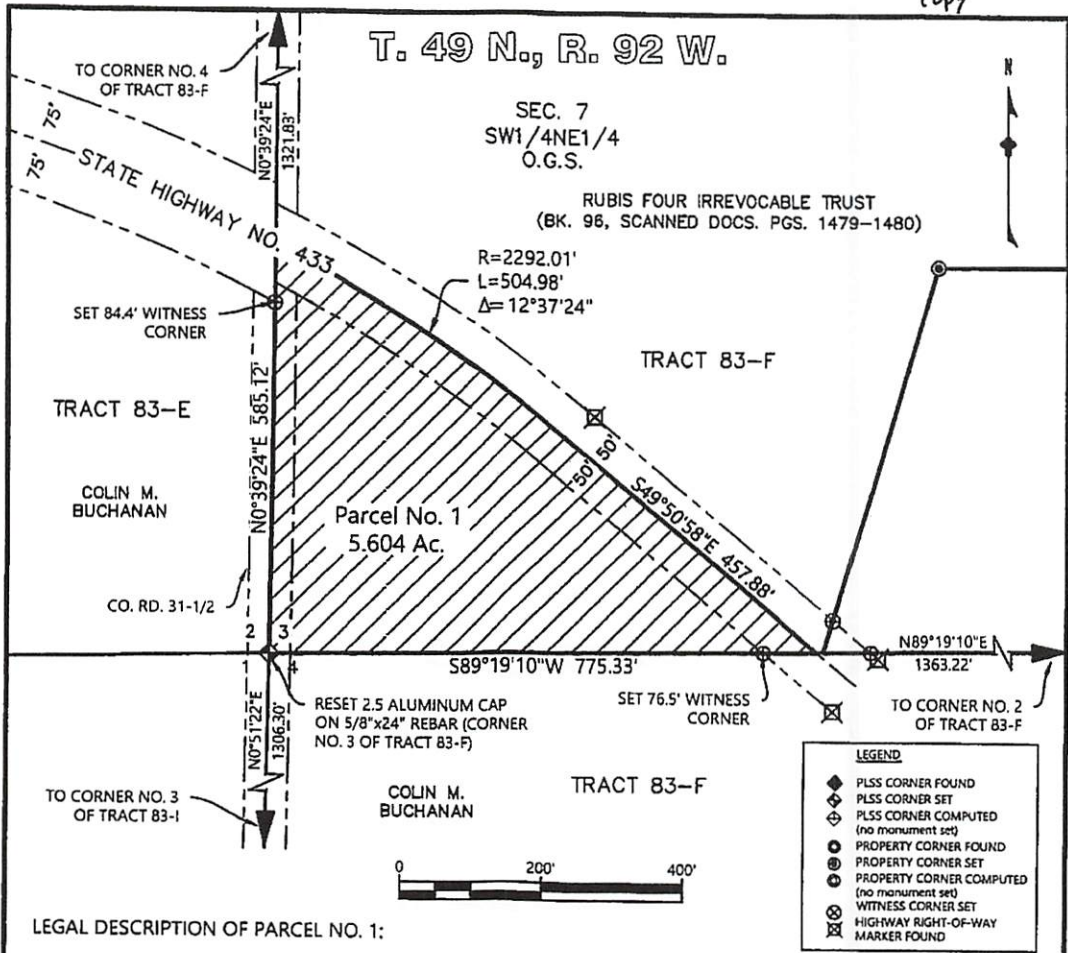 copy
T. 49 N., R. 92 W.
TO CORNER NO. 4
OF TRACT 83-F
N0°39'24"E
1321.83'
N
SEC. 7
SW1/4NE1/4
O.G.S.
75'
75'
STATE HIGHWAY NO. 433
RUBIS FOUR IRREVOCABLE TRUST
(BK. 96, SCANNED DOCS. PGS. 1479-1480)
R=2292.01'
L=504.98'
Δ= 12°37'24"
SET 84.4' WITNESS
CORNER
TRACT 83-F
TRACT 83-E
N0°39'24"E 585.12'
50'
50'
S49°50'58"E 457.88'
COLIN M.
BUCHANAN
Parcel No. 1
5.604 Ac.
CO. RD. 31-1/2
2 3
1 4
S89°19'10"W 775.33'
N89°19'10"E
1363.22'
N0°51'22"E
1306.30'
RESET 2.5 ALUMINUM CAP
ON 5/8"x24" REBAR (CORNER
NO. 3 OF TRACT 83-F)
SET 76.5' WITNESS
CORNER
TO CORNER NO. 2
OF TRACT 83-F
TO CORNER NO. 3
OF TRACT 83-I
COLIN M.
BUCHANAN
TRACT 83-F
LEGEND
PLSS CORNER FOUND
PLSS CORNER SET
PLSS CORNER COMPUTED
(no monument set)
PROPERTY CORNER FOUND
PROPERTY CORNER SET
PROPERTY CORNER COMPUTED
(no monument set)
WITNESS CORNER SET
HIGHWAY RIGHT-OF-WAY
MARKER FOUND
0 200' 400'
LEGAL DESCRIPTION OF PARCEL NO. 1: